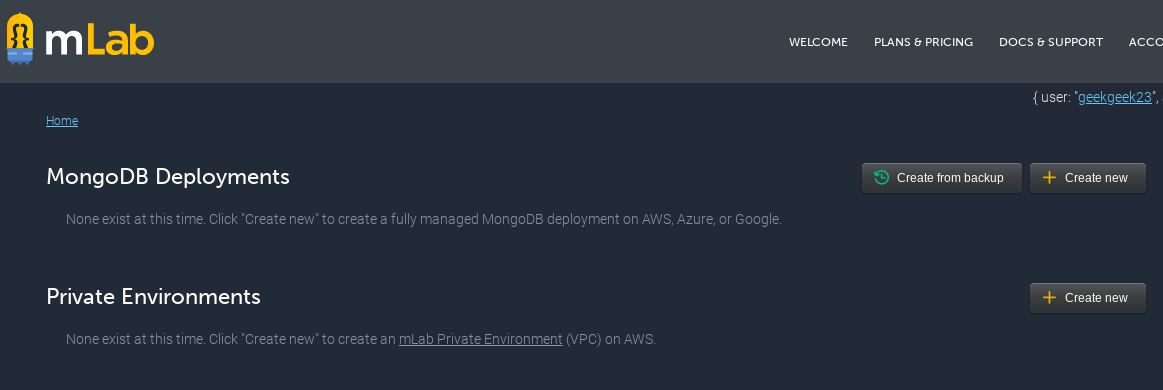 mLab
WELCOME PLANS & PRICING DOCS & SUPPORT ACCO
{ user: "geekgeek23",
Home
MongoDB Deployments
Create from backup
Create new
None exist at this time. Click "Create new" to create a fully managed MongoDB deployment on AWS, Azure, or Google.
Private Environments
Create new
None exist at this time. Click "Create new" to create an mLab Private Environment (VPC) on AWS.